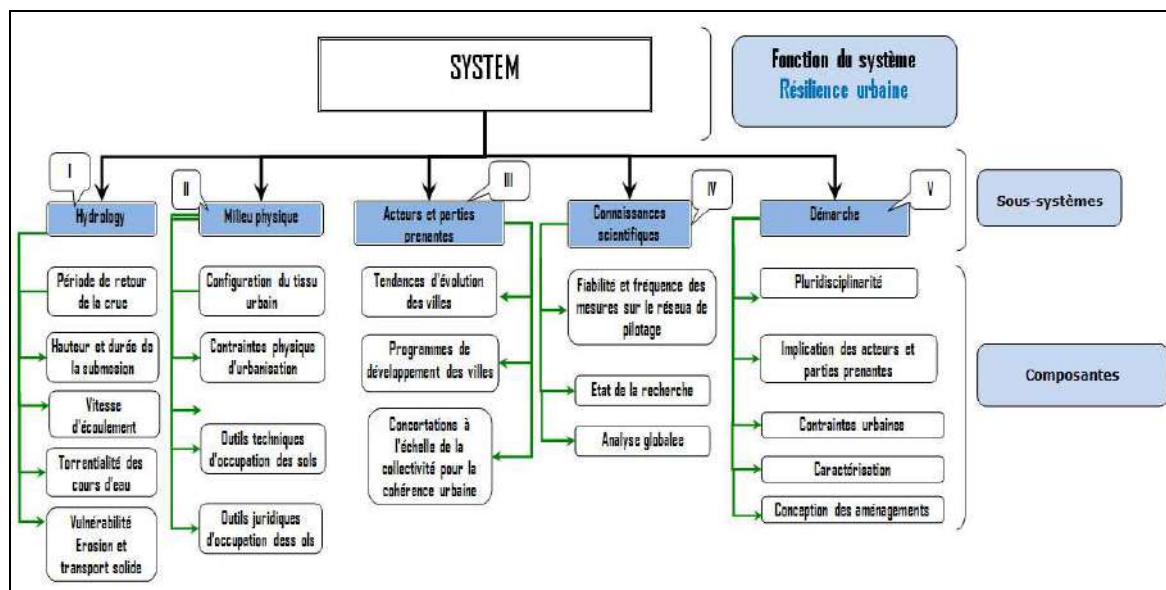 SYSTEM
Fonction du système
Résilience urbaine
I
II
III
IV
V
Hydrology
Milieu physique
Acteurs et parties
prenantes
Connaissances
scientifiques
Démarche
Sous-systèmes
Période de retour
de la crue
Hauteur et durée de
la submosion
Vitesse
d'écoulement
Torrentialité des
cours d'eau
Vulnérabilité
Erosion et
transport solide
Configuration du tissu
urbain
Contraintes physique
d'urbanisation
Outils techniques
d'occupation des sols
Outils juridiques
d'occupation dess ols
Tendances d'évolution
des villes
Programmes de
développement des villes
Concertations à
l'échelle de la
collectivité pour la
cohérence urbaine
Fiabilité et fréquence des
mesures sur le réseua de
pilotage
Etat de la recherche
Analyse globalee
Pluridisciplinarité
Implication des acteurs et
parties prenantes
Contraintes urbaines
Caractérisation
Conception des aménagements
Composantes